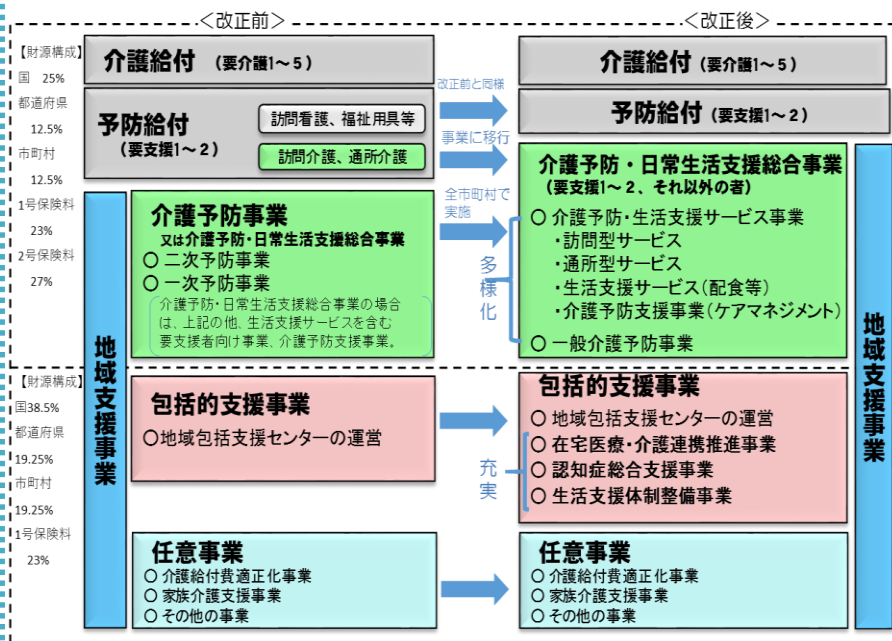 ＜改正前＞
＜改正後＞
【財源構成】
国 25%
都道府県
12.5%
市町村
12.5%
1号保険料
23%
2号保険料
27%
介護給付 （要介護1～5）
予防給付
（要支援1～2）
訪問看護、福祉用具等
訪問介護、通所介護
改正前と同様
事業に移行
全市町村で
実施
多様化
介護給付（要介護1～5）
予防給付（要支援1～2）
地域支援事業
介護予防事業
又は介護予防・日常生活支援総合事業
○ 二次予防事業
○ 一次予防事業
介護予防・日常生活支援総合事業の場合
は、上記の他、生活支援サービスを含む
要支援者向け事業、介護予防支援事業。
介護予防・日常生活支援総合事業
（要支援1～2、それ以外の者）
○ 介護予防・生活支援サービス事業
・訪問型サービス
・通所型サービス
・生活支援サービス（配食等）
・介護予防支援事業（ケアマネジメント）
○ 一般介護予防事業
地域支援事業
【財源構成】
国38.5%
都道府県
19.25%
市町村
19.25%
1号保険料
23%
包括的支援事業
○地域包括支援センターの運営
充実
包括的支援事業
○ 地域包括支援センターの運営
○ 在宅医療・介護連携推進事業
○ 認知症総合支援事業
○ 生活支援体制整備事業
任意事業
○ 介護給付費適正化事業
○ 家族介護支援事業
○ その他の事業
任意事業
○ 介護給付費適正化事業
○ 家族介護支援事業
○ その他の事業